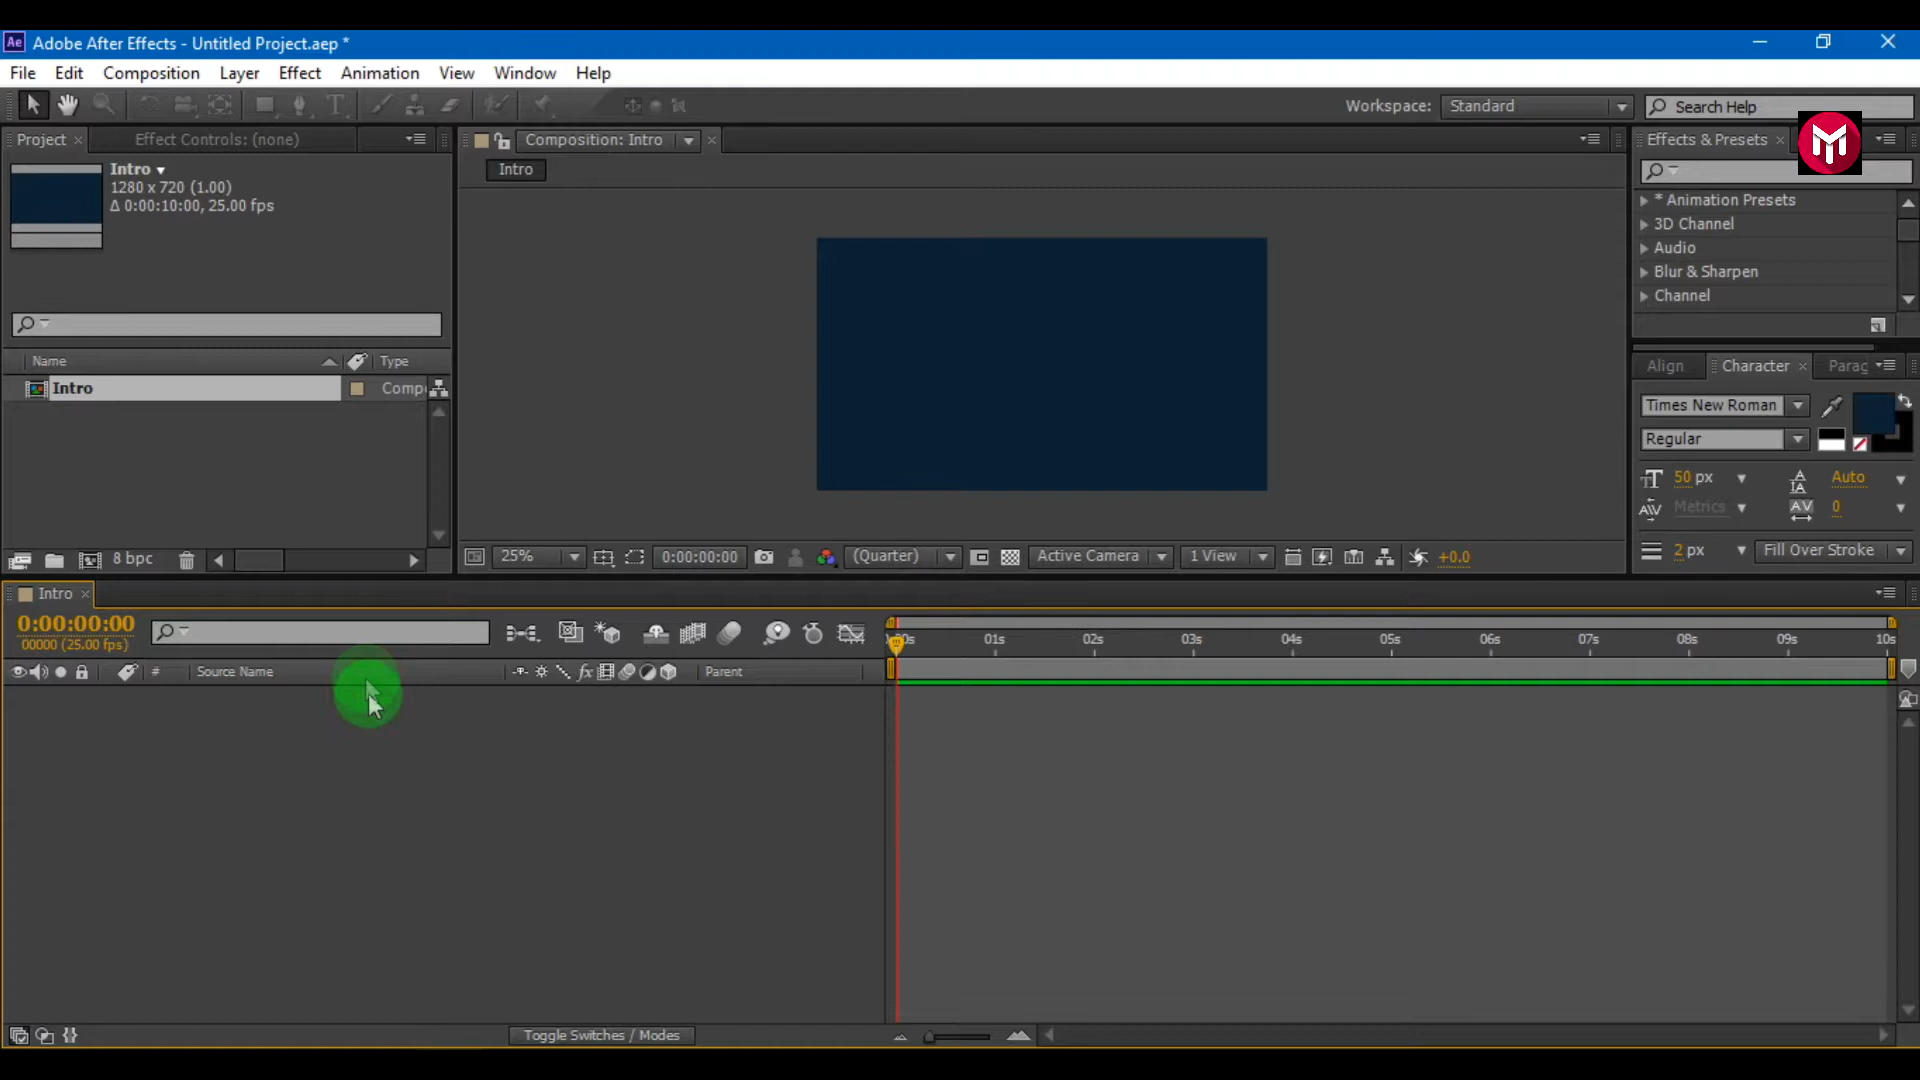 Ae Adobe After Effects - Untitled Project.aep *
File Edit Composition Layer Effect Animation View Window Help
Workspace: Standard Search Help
Project Effect Controls: (none) Composition: Intro Effects & Presets
Intro
1280 x 720 (1.00)
Δ 0:00:10:00, 25.00 fps
Intro
* Animation Presets
3D Channel
Audio
Blur & Sharpen
Channel
Name Type
Intro Comp
Align Character Parag
Times New Roman
Regular
50 px Auto
Metrics 0
2 px Fill Over Stroke
8 bpc
25% 0:00:00:00 (Quarter) Active Camera 1 View +0.0
Intro
0:00:00:00
00000 (25.00 fps)
00s 01s 02s 03s 04s 05s 06s 07s 08s 09s 10s
# Source Name fx Parent
Toggle Switches / Modes